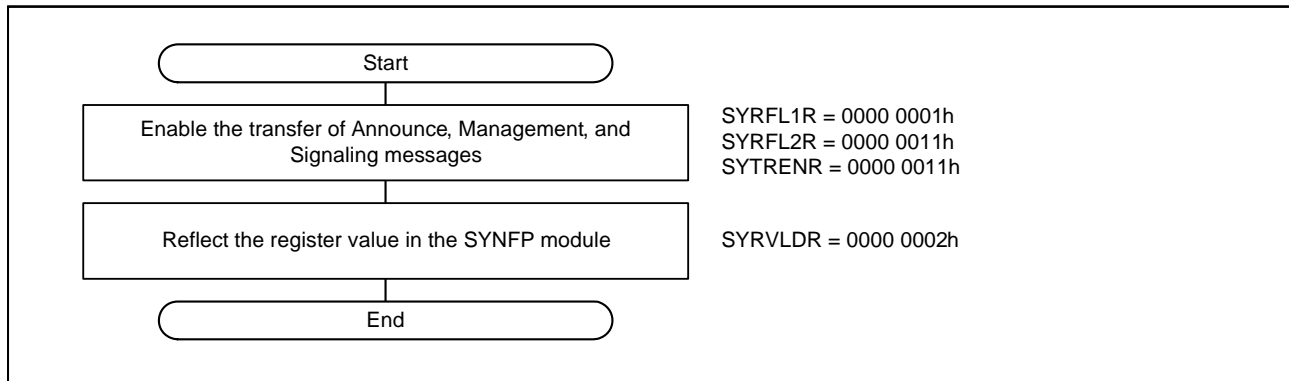 Start
Enable the transfer of Announce, Management, and
Signaling messages
SYRFL1R = 0000 0001h
SYRFL2R = 0000 0011h
SYTRENR = 0000 0011h
Reflect the register value in the SYNFP module
SYRVLDR = 0000 0002h
End